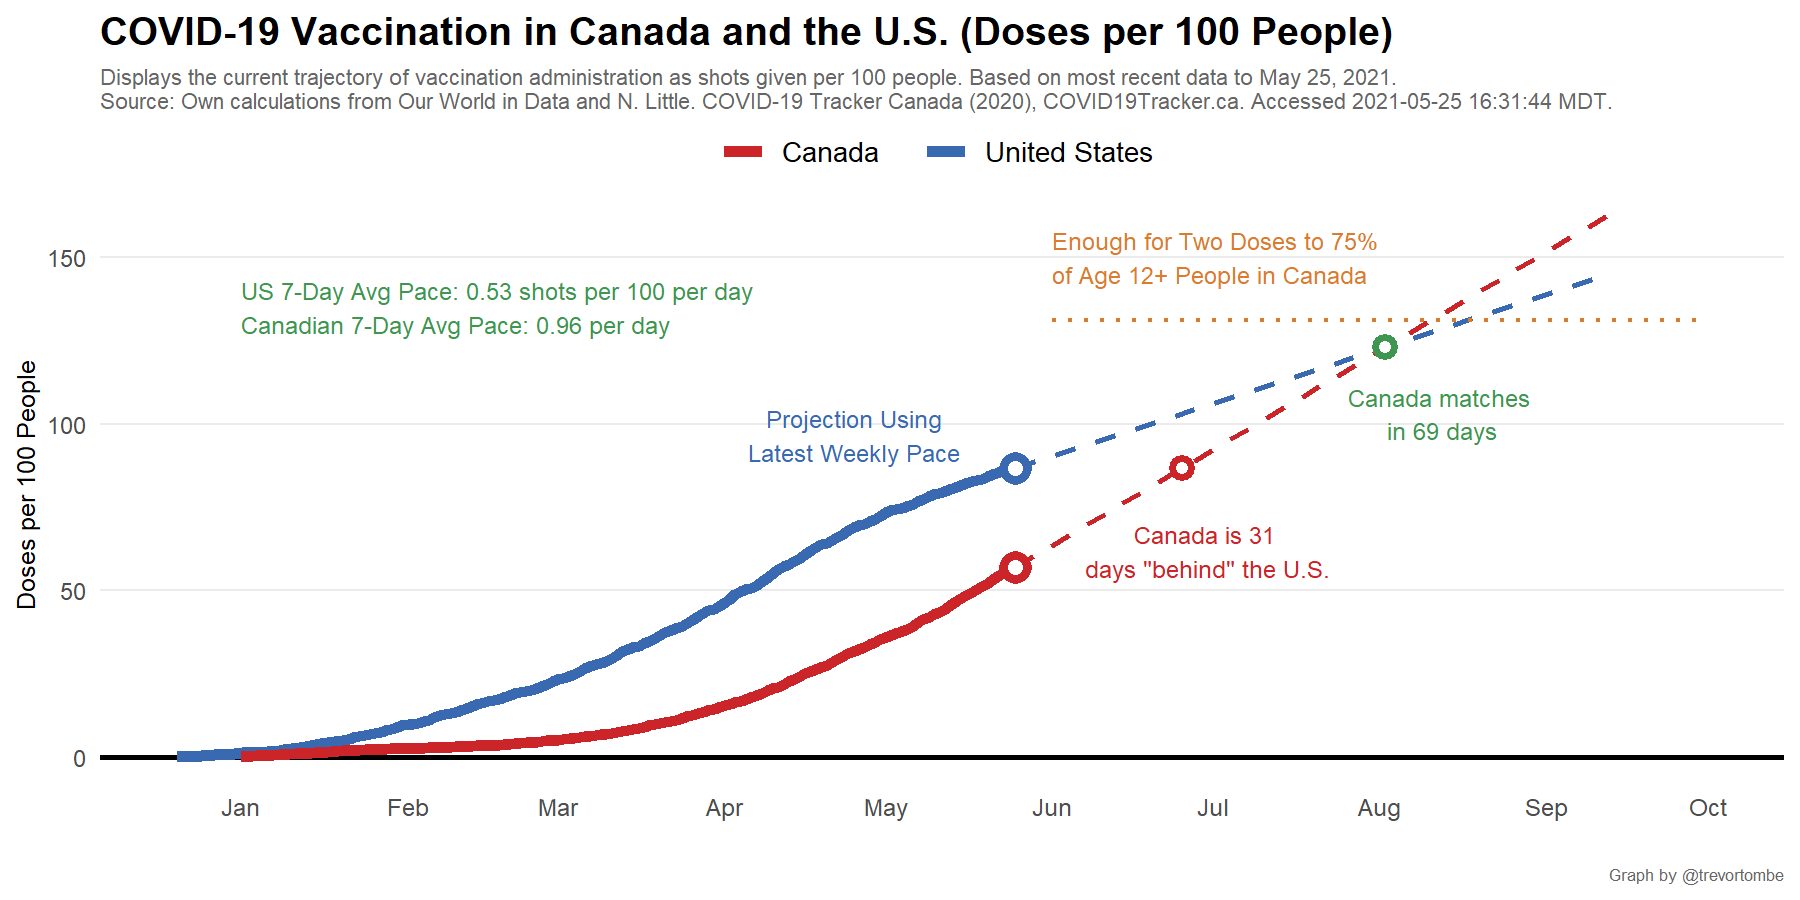 COVID-19 Vaccination in Canada and the U.S. (Doses per 100 People)
Displays the current trajectory of vaccination administration as shots given per 100 people. Based on most recent data to May 25, 2021.
Source: Own calculations from Our World in Data and N. Little. COVID-19 Tracker Canada (2020), COVID19Tracker.ca. Accessed 2021-05-25 16:31:44 MDT.
Canada
United States
Enough for Two Doses to 75%
of Age 12+ People in Canada
US 7-Day Avg Pace: 0.53 shots per 100 per day
Canadian 7-Day Avg Pace: 0.96 per day
Canada matches
in 69 days
Projection Using
Latest Weekly Pace
Canada is 31
days "behind" the U.S.
Doses per 100 People
150
100
50
0
Jan
Feb
Mar
Apr
May
Jun
Jul
Aug
Sep
Oct
Graph by @trevortombe